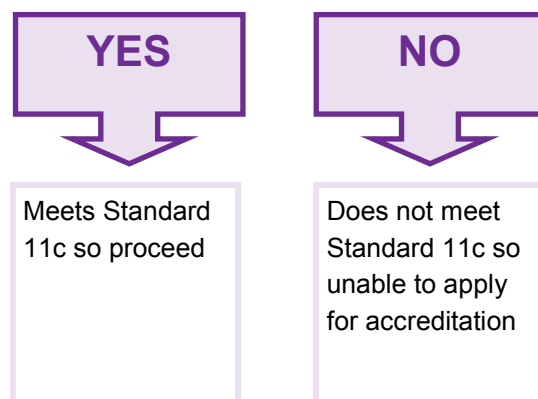 YES
NO
Meets Standard
11c so proceed
Does not meet
Standard 11c so
unable to apply
for accreditation